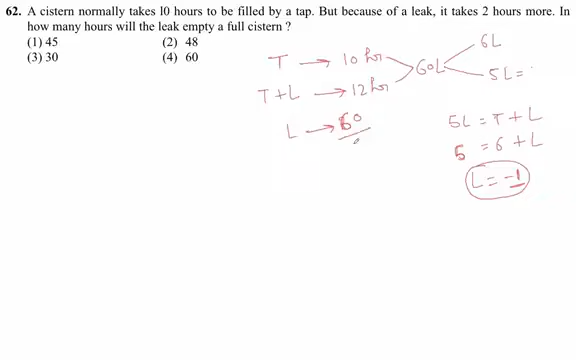 62. A cistern normally takes 10 hours to be filled by a tap. But because of a leak, it takes 2 hours more. In
how many hours will the leak empty a full cistern ?
(1) 45 (2) 48
(3) 30 (4) 60
T → 10 hr
T+L → 12 hr
60L
6L
5L =
L → 60
5L = T + L
5 = 6 + L
L = -1